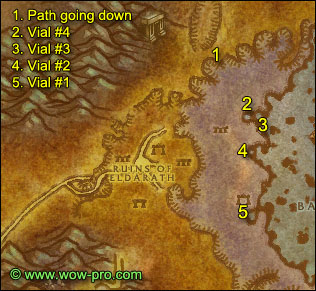 1. Path going down
2. Vial #4
3. Vial #3
4. Vial #2
5. Vial #1
1
2
3
4
RUINS OF
ELDARATH
5
BA
© www.wow-pro.com